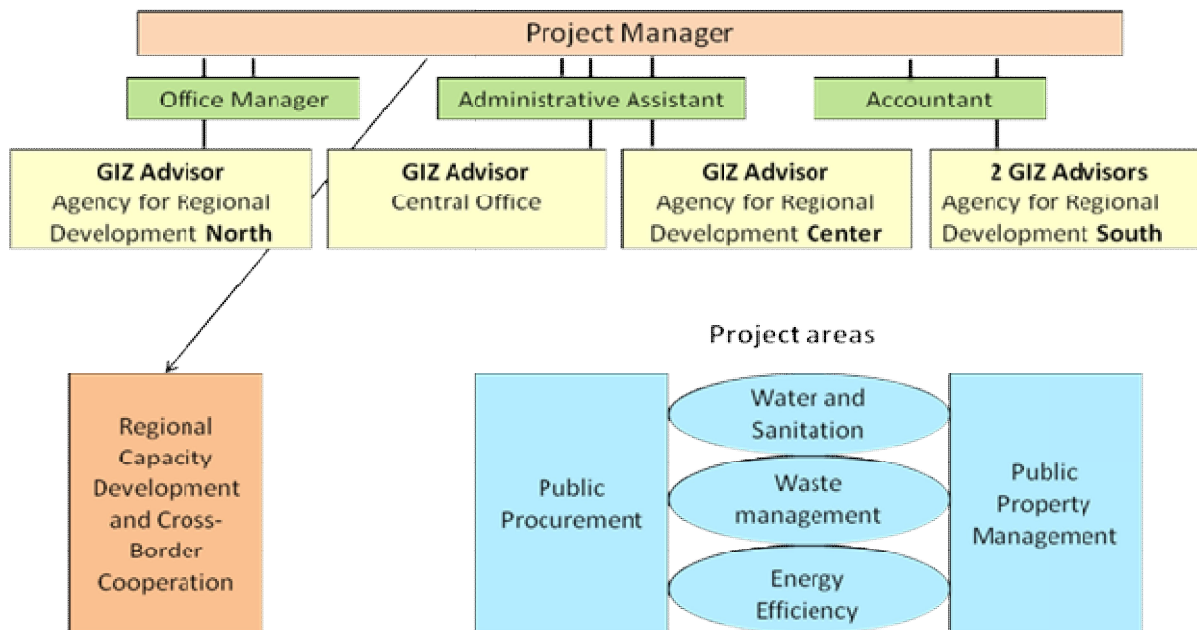 Project Manager
Office Manager
Administrative Assistant
Accountant
GIZ Advisor
Agency for Regional
Development North
GIZ Advisor
Central Office
GIZ Advisor
Agency for Regional
Development Center
2 GIZ Advisors
Agency for Regional
Development South
Project areas
Regional
Capacity
Development
and Cross-
Border
Cooperation
Public
Procurement
Water and
Sanitation
Waste
management
Energy
Efficiency
Public
Property
Management